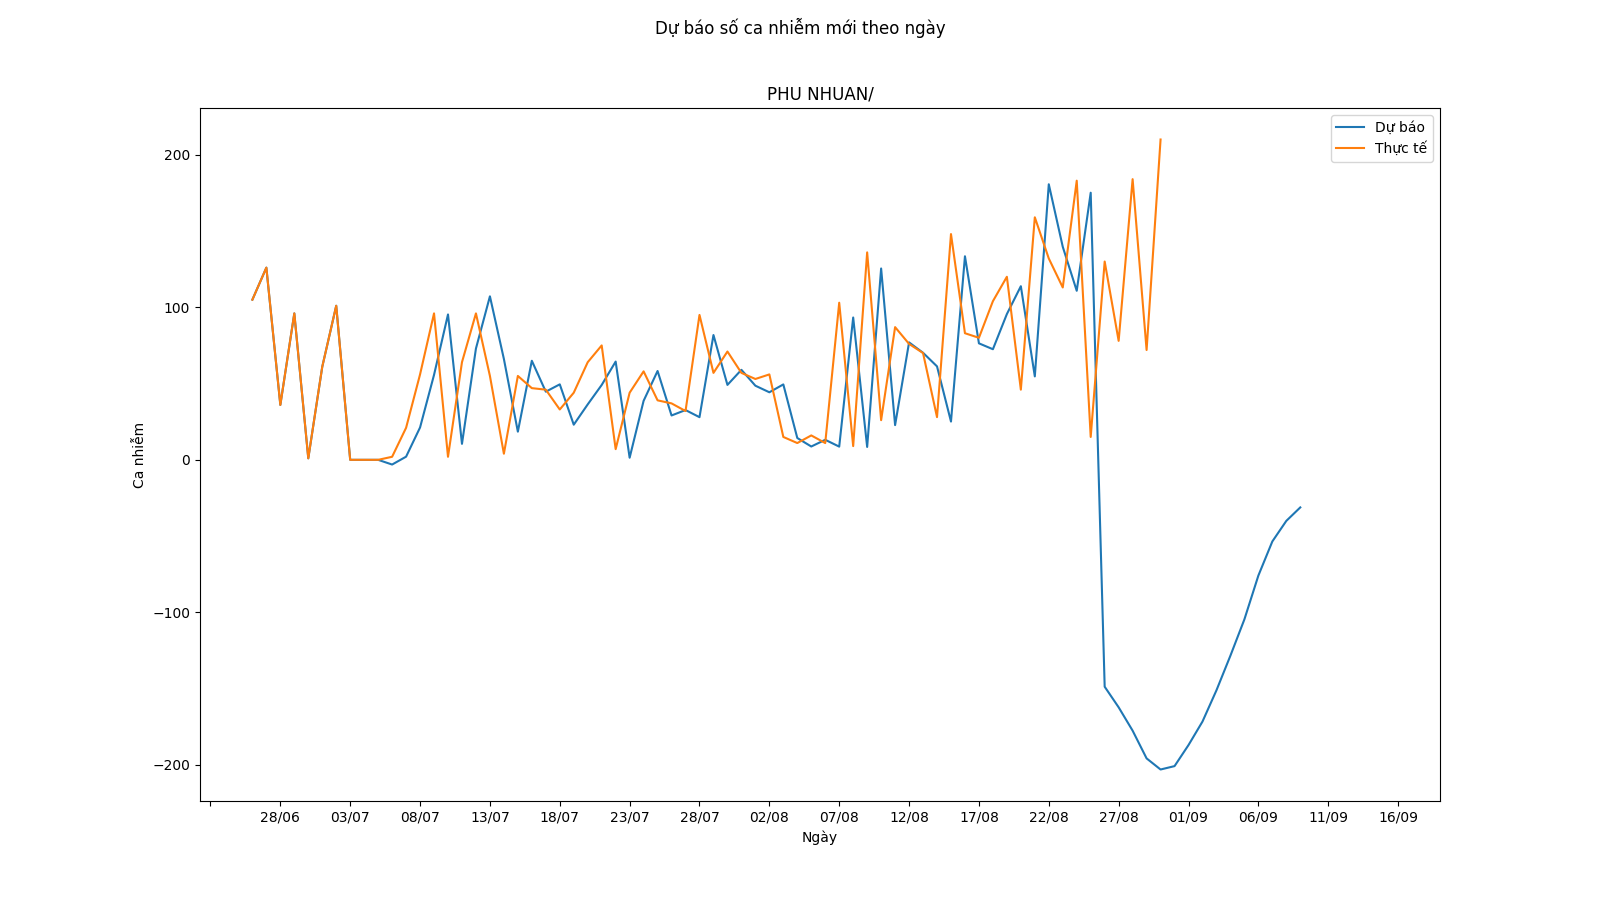 Dự báo số ca nhiễm mới theo ngày
PHU NHUAN/
Dự báo
Thực tế
200
100
0
−100
−200
Ca nhiễm
28/06 03/07 08/07 13/07 18/07 23/07 28/07 02/08 07/08 12/08 17/08 22/08 27/08 01/09 06/09 11/09 16/09
Ngày